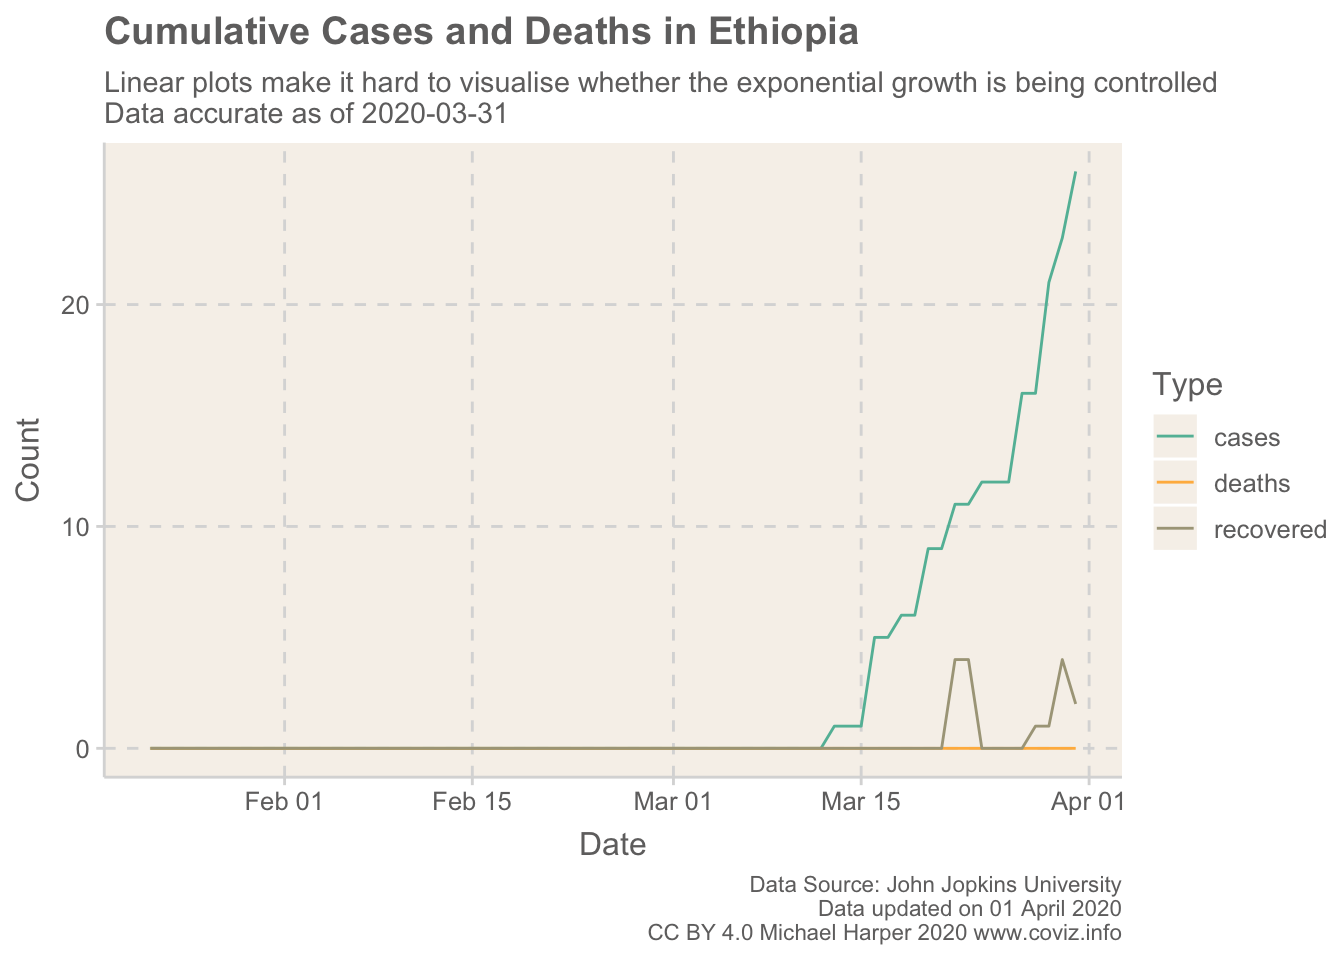 Cumulative Cases and Deaths in Ethiopia
Linear plots make it hard to visualise whether the exponential growth is being controlled
Data accurate as of 2020-03-31
Count
20
10
0
Feb 01
Feb 15
Mar 01
Mar 15
Apr 01
Date
Type
cases
deaths
recovered
Data Source: John Jopkins University
Data updated on 01 April 2020
CC BY 4.0 Michael Harper 2020 www.coviz.info